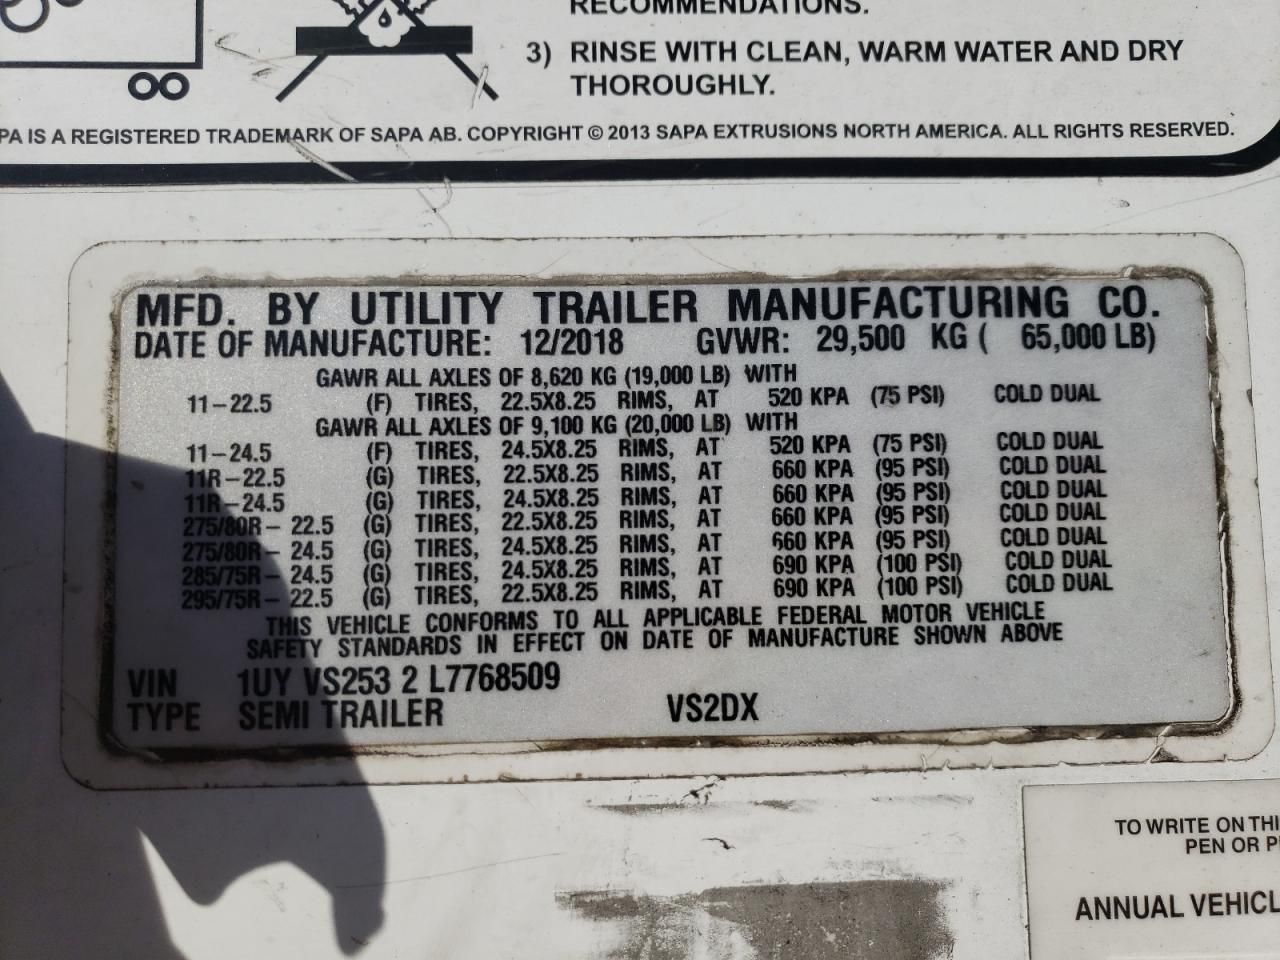 RECOMMENDATIONS.
3) RINSE WITH CLEAN, WARM WATER AND DRY
THOROUGHLY.
PA IS A REGISTERED TRADEMARK OF SAPA AB. COPYRIGHT © 2013 SAPA EXTRUSIONS NORTH AMERICA. ALL RIGHTS RESERVED.
MFD. BY UTILITY TRAILER MANUFACTURING CO.
DATE OF MANUFACTURE: 12/2018 GVWR: 29,500 KG ( 65,000 LB)
GAWR ALL AXLES OF 8,620 KG (19,000 LB) WITH
11-22.5 (F) TIRES, 22.5X8.25 RIMS, AT 520 KPA (75 PSI) COLD DUAL
GAWR ALL AXLES OF 9,100 KG (20,000 LB) WITH
11-24.5 (F) TIRES, 24.5X8.25 RIMS, AT 520 KPA (75 PSI) COLD DUAL
11R-22.5 (G) TIRES, 22.5X8.25 RIMS, AT 660 KPA (95 PSI) COLD DUAL
11R-24.5 (G) TIRES, 24.5X8.25 RIMS, AT 660 KPA (95 PSI) COLD DUAL
275/80R- 22.5 (G) TIRES, 22.5X8.25 RIMS, AT 660 KPA (95 PSI) COLD DUAL
275/80R- 24.5 (G) TIRES, 24.5X8.25 RIMS, AT 660 KPA (95 PSI) COLD DUAL
285/75R- 24.5 (G) TIRES, 24.5X8.25 RIMS, AT 690 KPA (100 PSI) COLD DUAL
295/75R- 22.5 (G) TIRES, 22.5X8.25 RIMS, AT 690 KPA (100 PSI) COLD DUAL
THIS VEHICLE CONFORMS TO ALL APPLICABLE FEDERAL MOTOR VEHICLE
SAFETY STANDARDS IN EFFECT ON DATE OF MANUFACTURE SHOWN ABOVE
VIN 1UY VS253 2 L7768509
TYPE SEMI TRAILER VS2DX
TO WRITE ON THI
PEN OR P
ANNUAL VEHICL